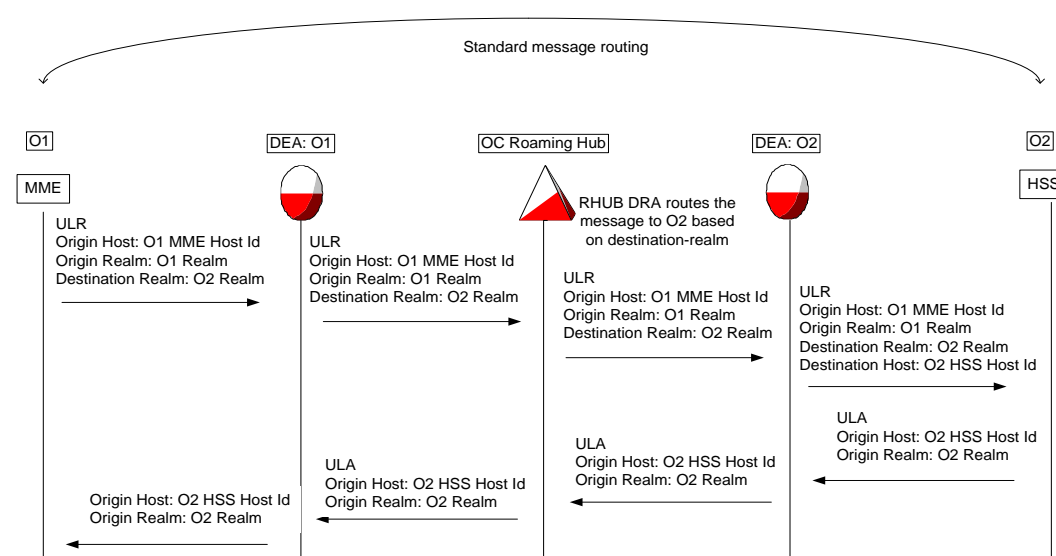 Standard message routing
O1
DEA: O1
OC Roaming Hub
DEA: O2
O2
MME
HSS
RHUB DRA routes the
message to O2 based
on destination-realm
ULR
Origin Host: O1 MME Host Id
Origin Realm: O1 Realm
Destination Realm: O2 Realm
ULR
Origin Host: O1 MME Host Id
Origin Realm: O1 Realm
Destination Realm: O2 Realm
ULR
Origin Host: O1 MME Host Id
Origin Realm: O1 Realm
Destination Realm: O2 Realm
ULR
Origin Host: O1 MME Host Id
Origin Realm: O1 Realm
Destination Realm: O2 Realm
Destination Host: O2 HSS Host Id
ULA
Origin Host: O2 HSS Host Id
Origin Realm: O2 Realm
ULA
Origin Host: O2 HSS Host Id
Origin Realm: O2 Realm
ULA
Origin Host: O2 HSS Host Id
Origin Realm: O2 Realm
Origin Host: O2 HSS Host Id
Origin Realm: O2 Realm